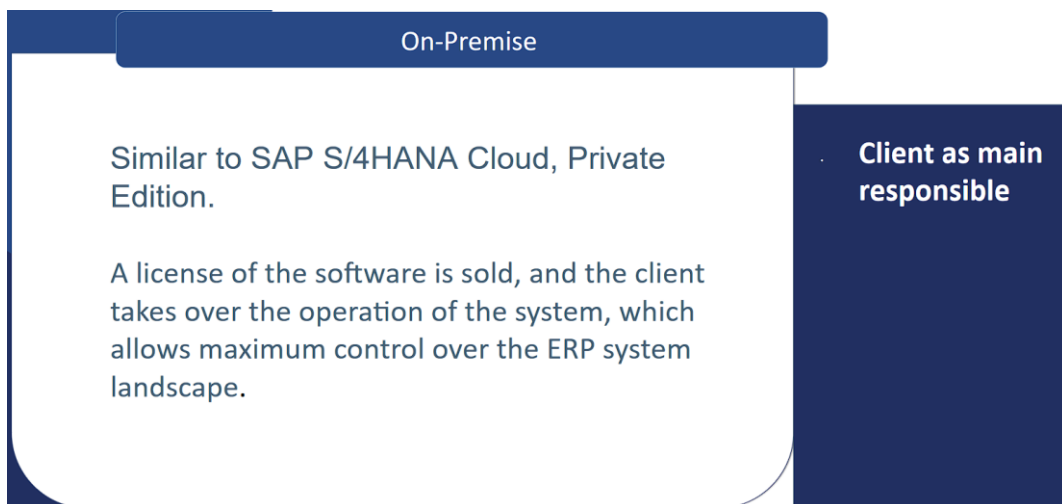 On-Premise
Similar to SAP S/4HANA Cloud, Private
Edition.
A license of the software is sold, and the client
takes over the operation of the system, which
allows maximum control over the ERP system
landscape.
Client as main
responsible